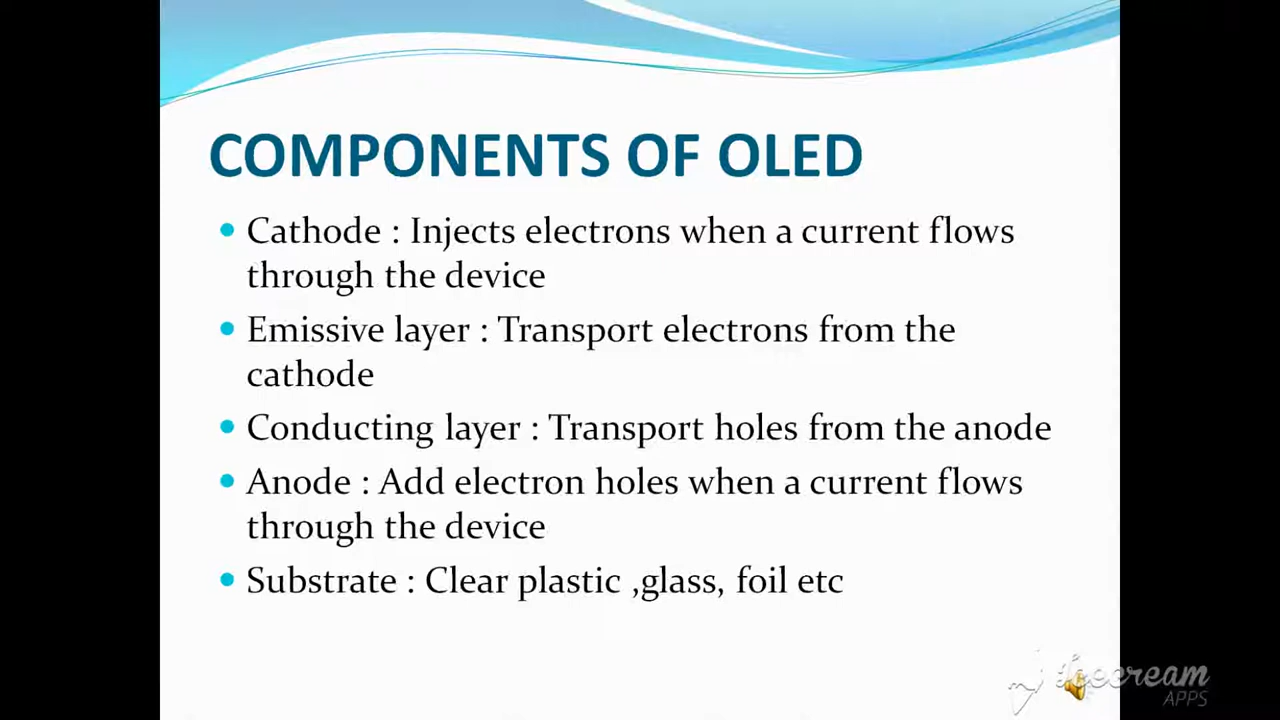 COMPONENTS OF OLED
• Cathode : Injects electrons when a current flows
through the device
• Emissive layer : Transport electrons from the
cathode
• Conducting layer : Transport holes from the anode
• Anode : Add electron holes when a current flows
through the device
• Substrate : Clear plastic ,glass, foil etc
Icecream
APPS